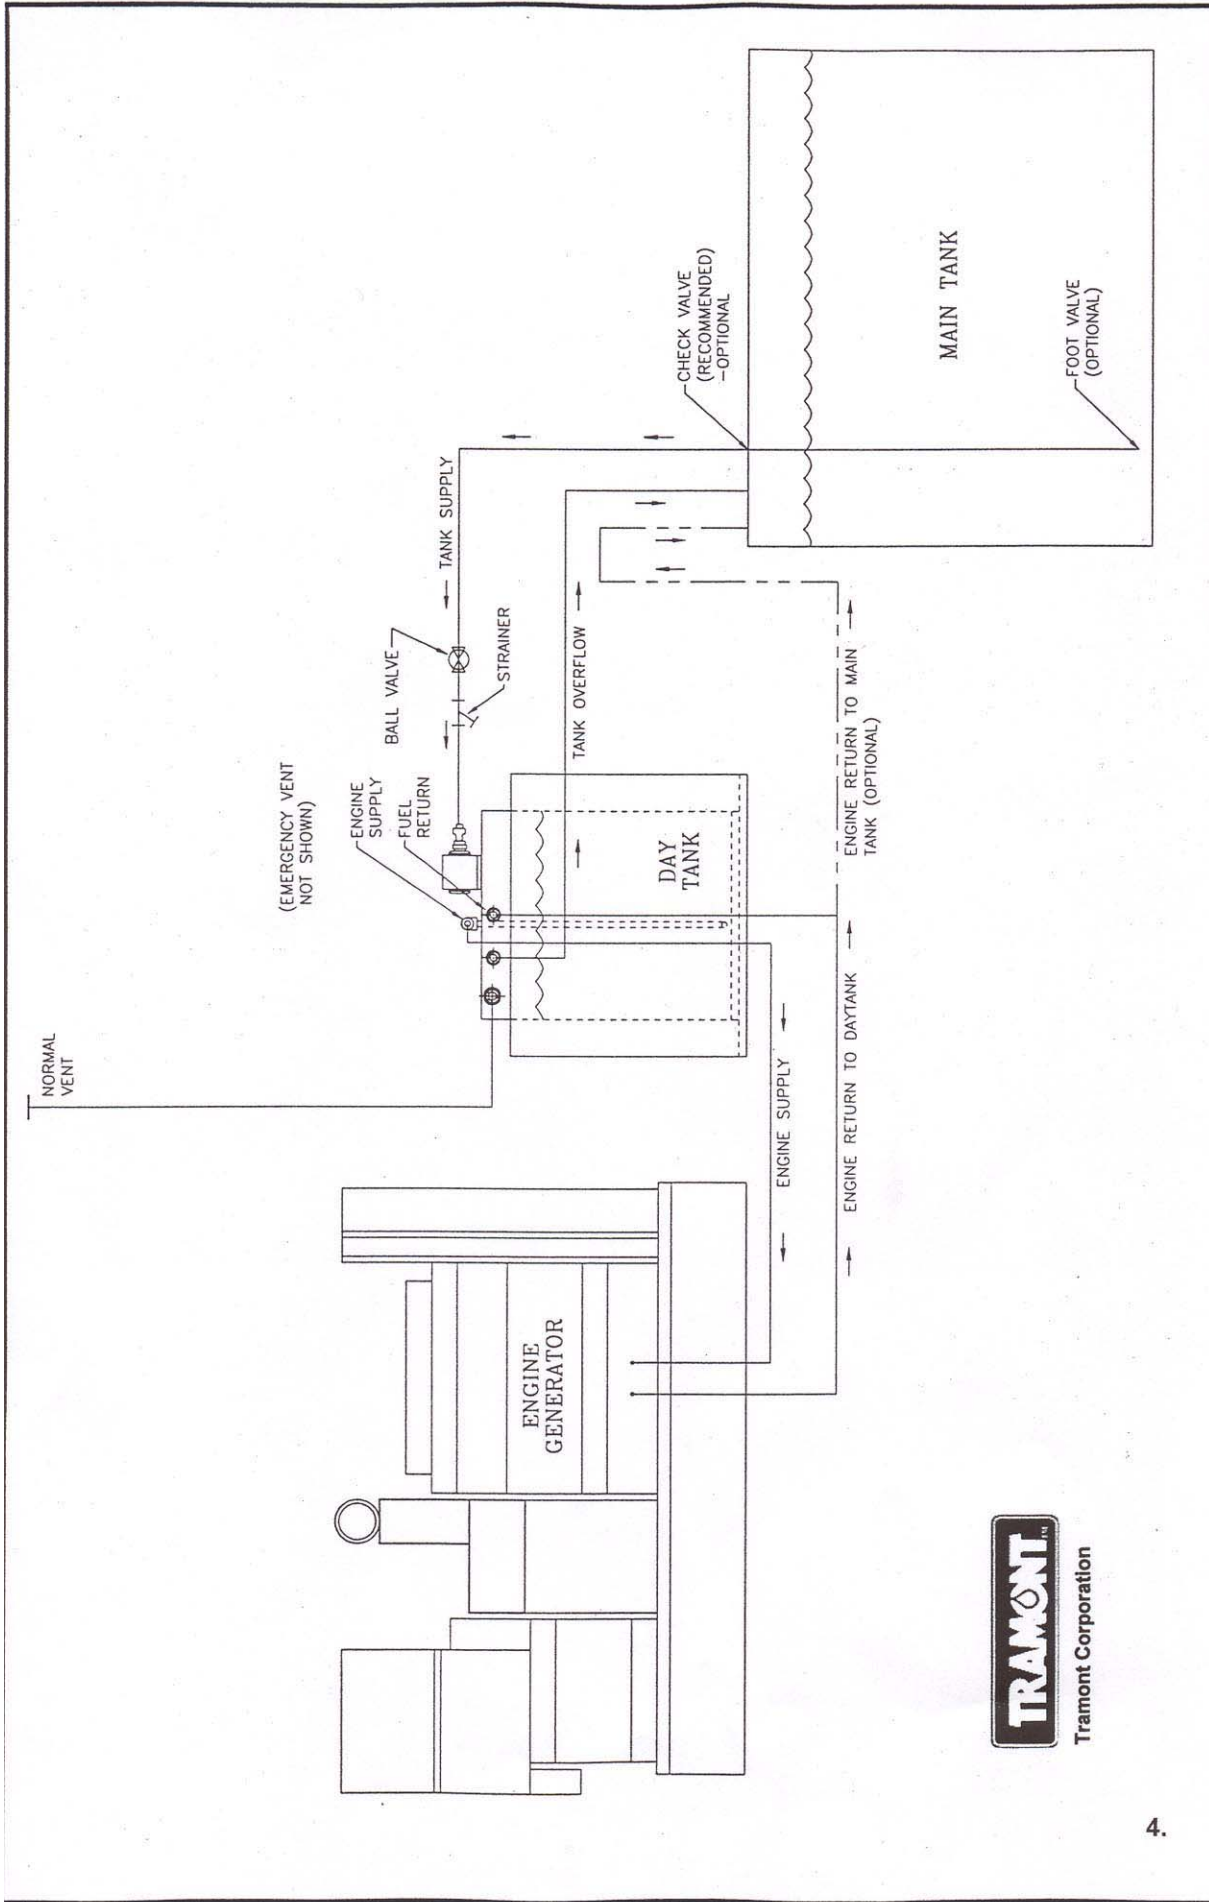 NORMAL
VENT
(EMERGENCY VENT
NOT SHOWN)
ENGINE
SUPPLY
FUEL
RETURN
BALL VALVE
STRAINER
TANK SUPPLY
CHECK VALVE
(RECOMMENDED)
-OPTIONAL
TANK OVERFLOW
ENGINE
GENERATOR
DAY
TANK
MAIN TANK
FOOT VALVE
(OPTIONAL)
ENGINE SUPPLY
ENGINE RETURN TO DAYTANK
ENGINE RETURN TO MAIN
TANK (OPTIONAL)
TRAMONT
Tramont Corporation
4.